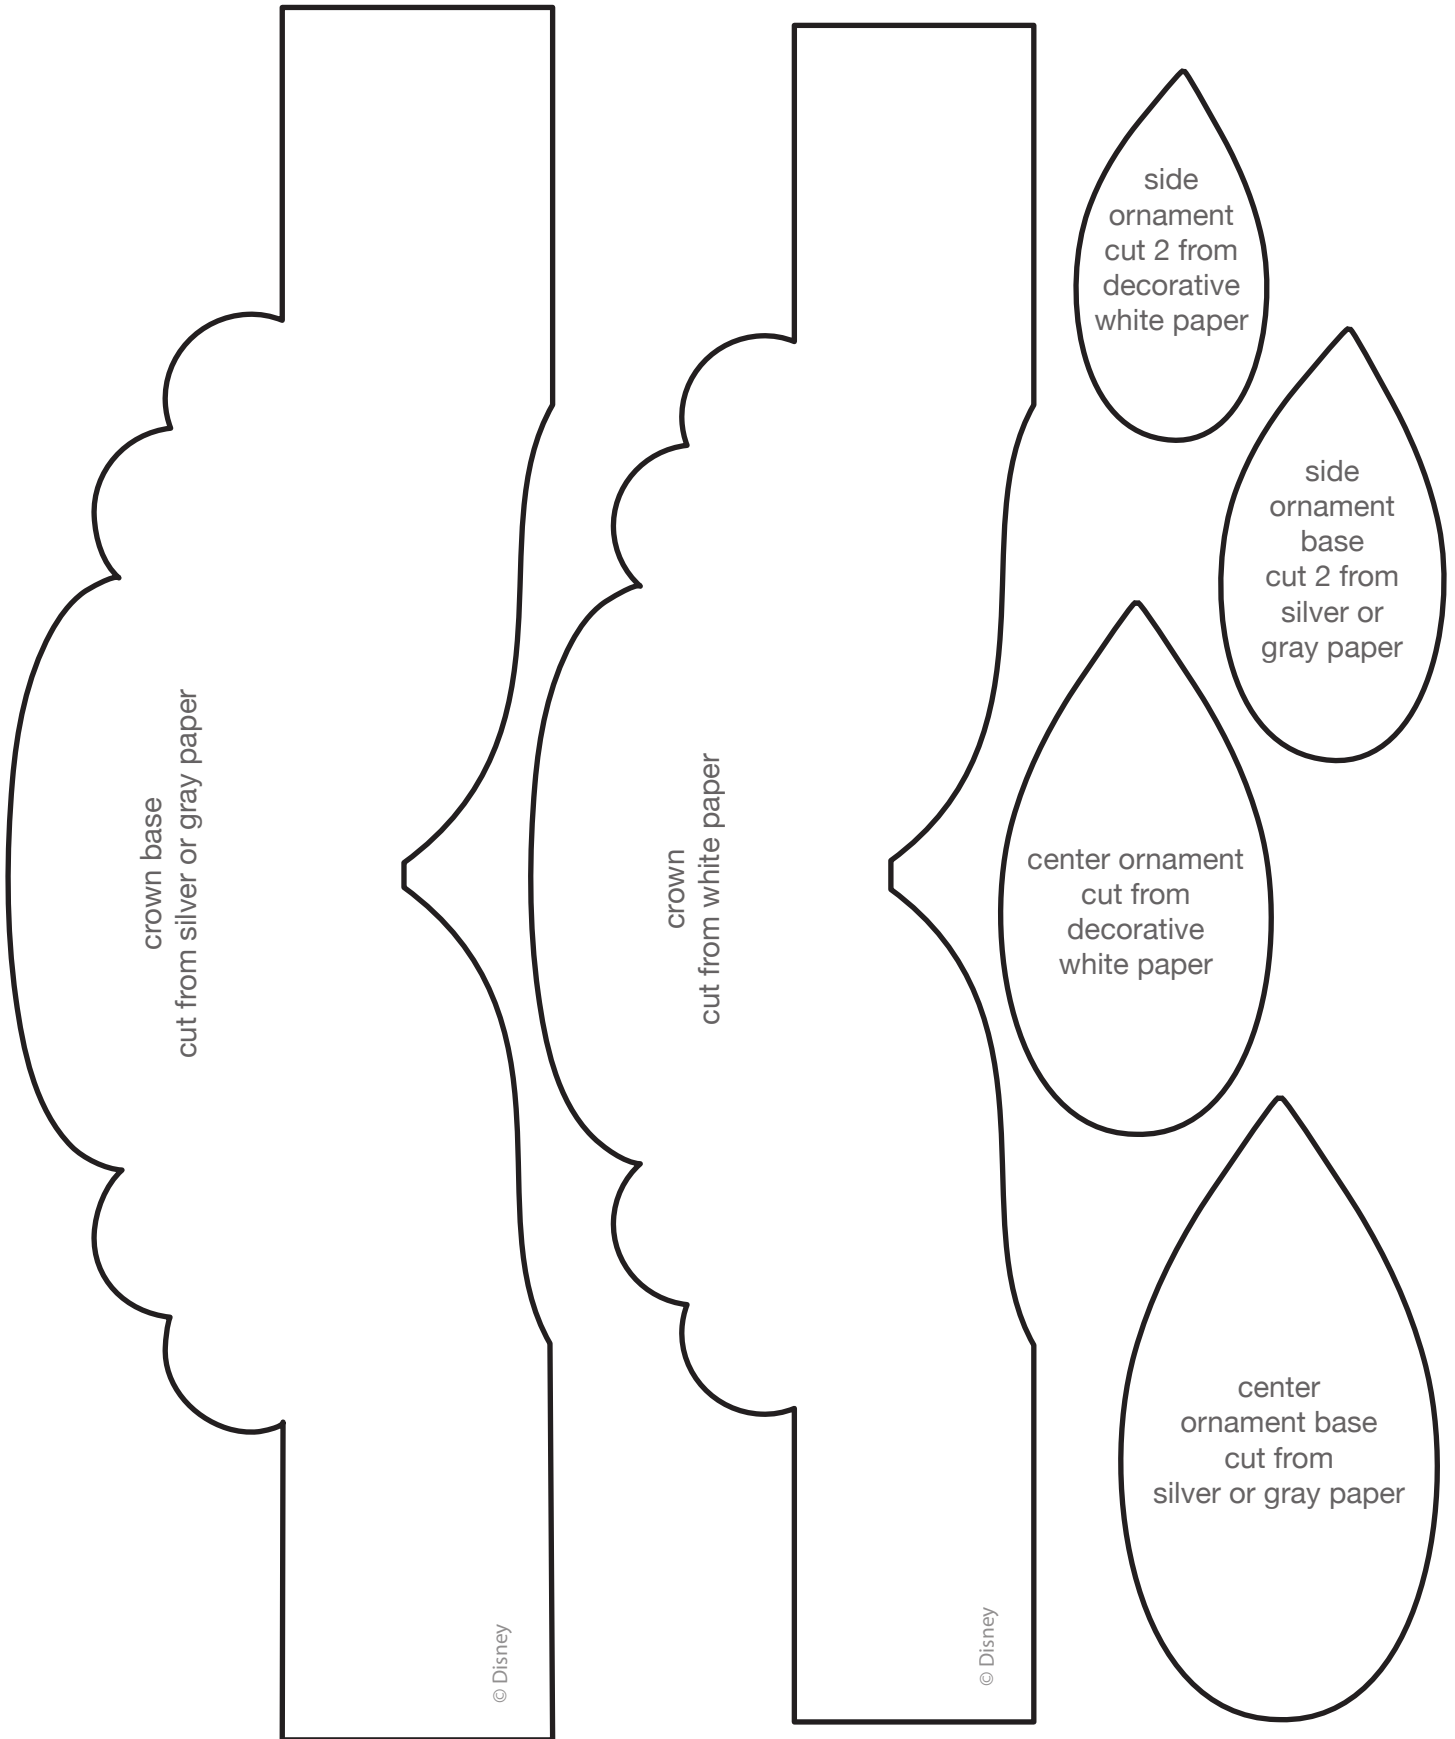 crown base
cut from silver or gray paper
© Disney
crown
cut from white paper
© Disney
side
ornament
cut 2 from
decorative
white paper
side
ornament
base
cut 2 from
silver or
gray paper
center ornament
cut from
decorative
white paper
center
ornament base
cut from
silver or gray paper